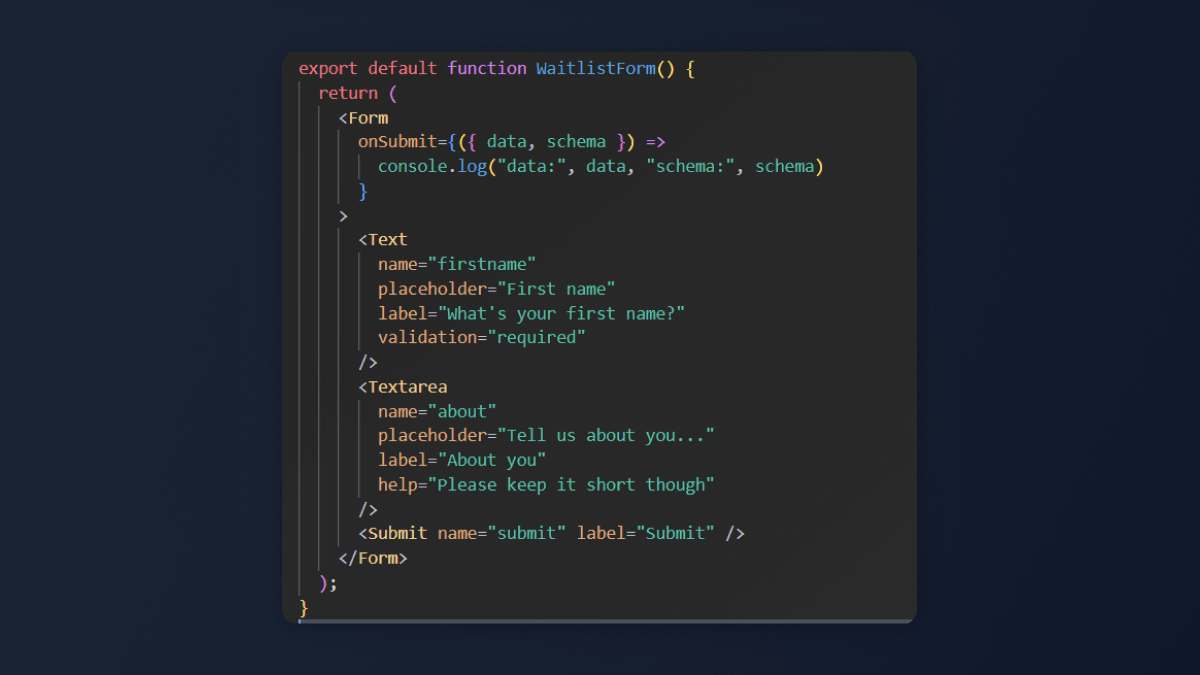 export default function WaitlistForm() {
  return (
    <Form
      onSubmit={({ data, schema }) =>
        console.log("data:", data, "schema:", schema)
      }
    >
      <Text
        name="firstname"
        placeholder="First name"
        label="What's your first name?"
        validation="required"
      />
      <Textarea
        name="about"
        placeholder="Tell us about you..."
        label="About you"
        help="Please keep it short though"
      />
      <Submit name="submit" label="Submit" />
    </Form>
  );
}